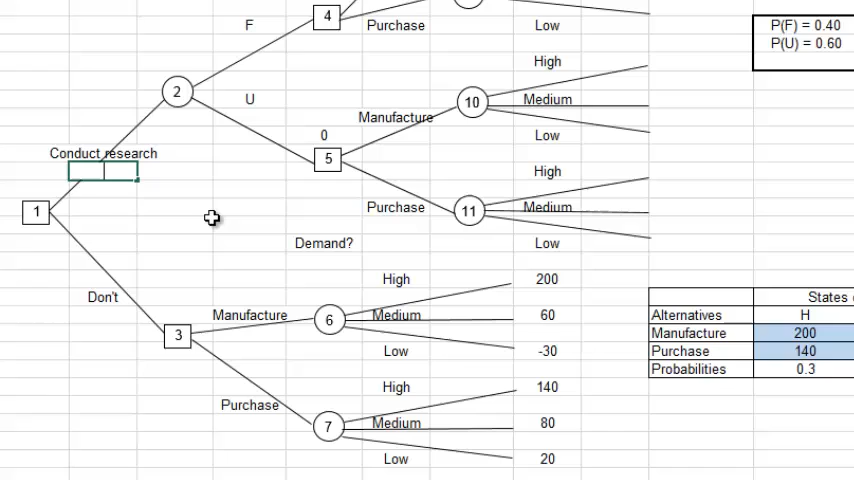 4
F
Purchase
Low
P(F) = 0.40
P(U) = 0.60
High
2
U
Manufacture
10
Medium
0
Low
Conduct research
5
High
1
Purchase
11
Medium
Demand?
Low
High
200
Don't
Manufacture
6
Medium
60
3
Low
-30
High
140
Purchase
7
Medium
80
Low
20
States
Alternatives H
Manufacture 200
Purchase 140
Probabilities 0.3